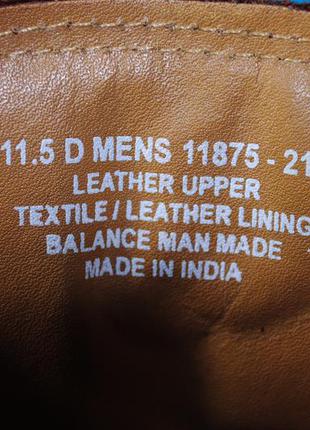 11.5 D MENS 11875 - 21
LEATHER UPPER
TEXTILE / LEATHER LINING
BALANCE MAN MADE
MADE IN INDIA